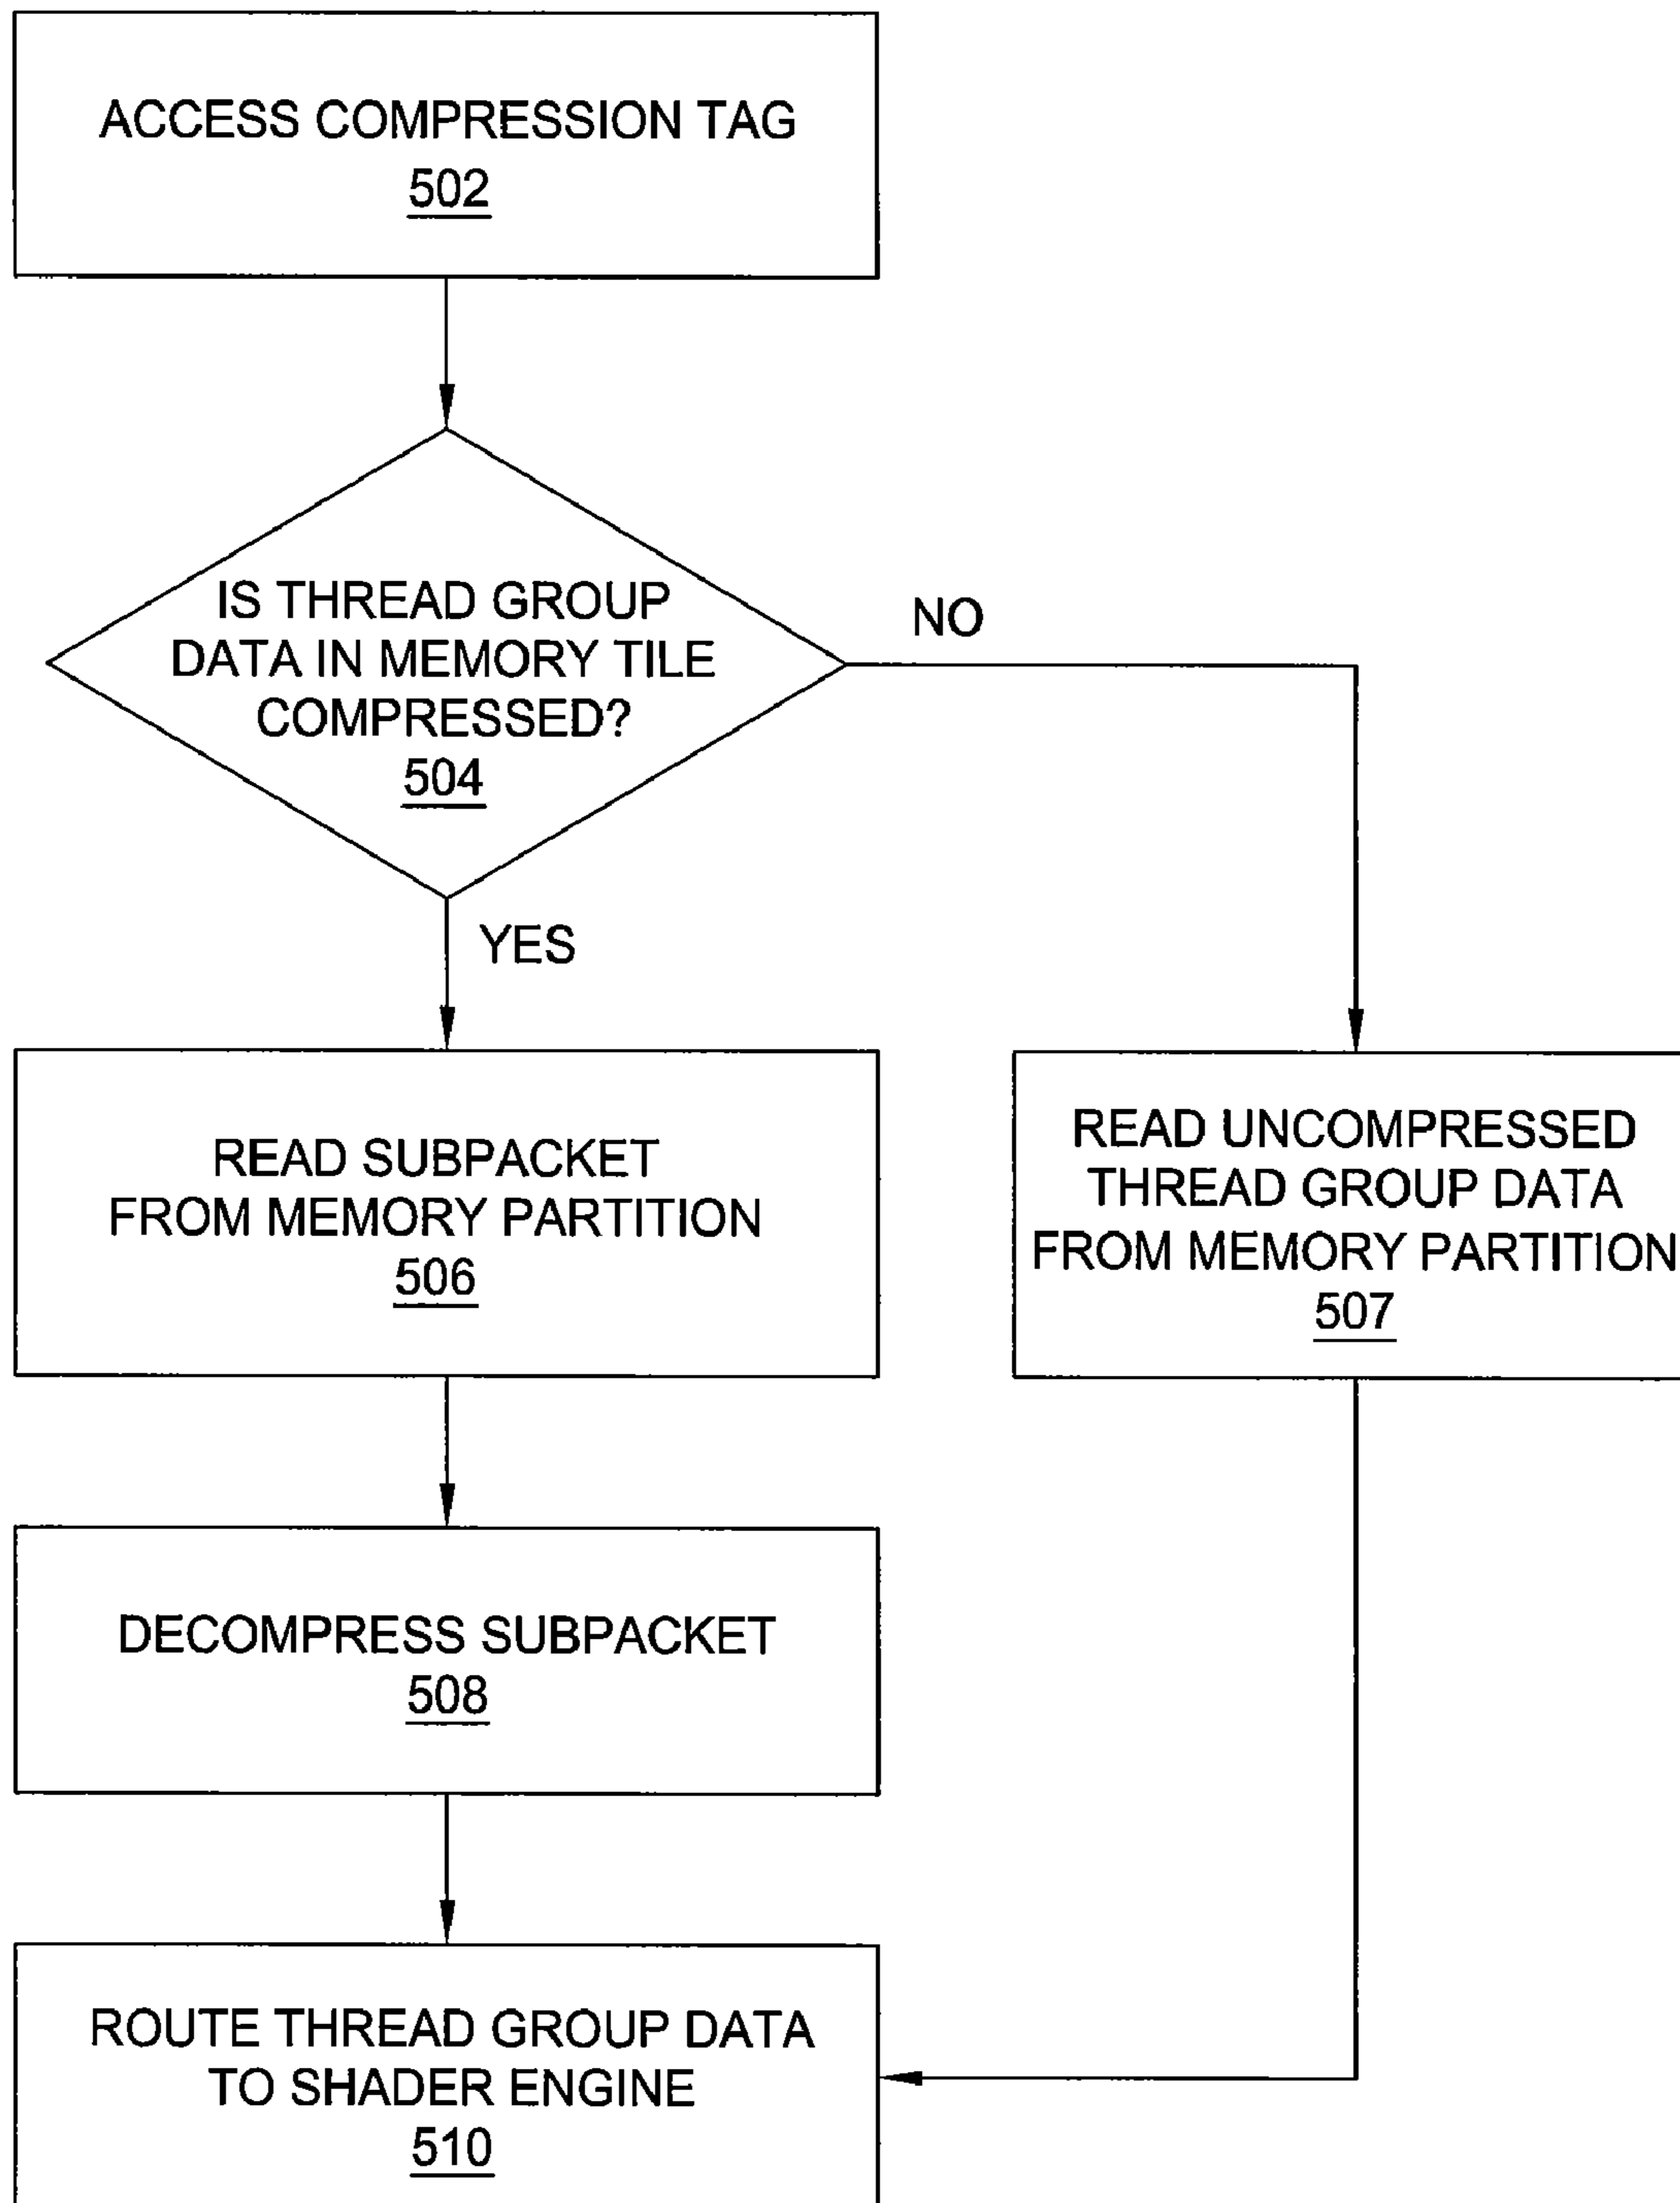 ACCESS COMPRESSION TAG
502
IS THREAD GROUP
DATA IN MEMORY TILE
COMPRESSED?
504
NO
YES
READ SUBPACKET
FROM MEMORY PARTITION
506
READ UNCOMPRESSED
THREAD GROUP DATA
FROM MEMORY PARTITION
507
DECOMPRESS SUBPACKET
508
ROUTE THREAD GROUP DATA
TO SHADER ENGINE
510